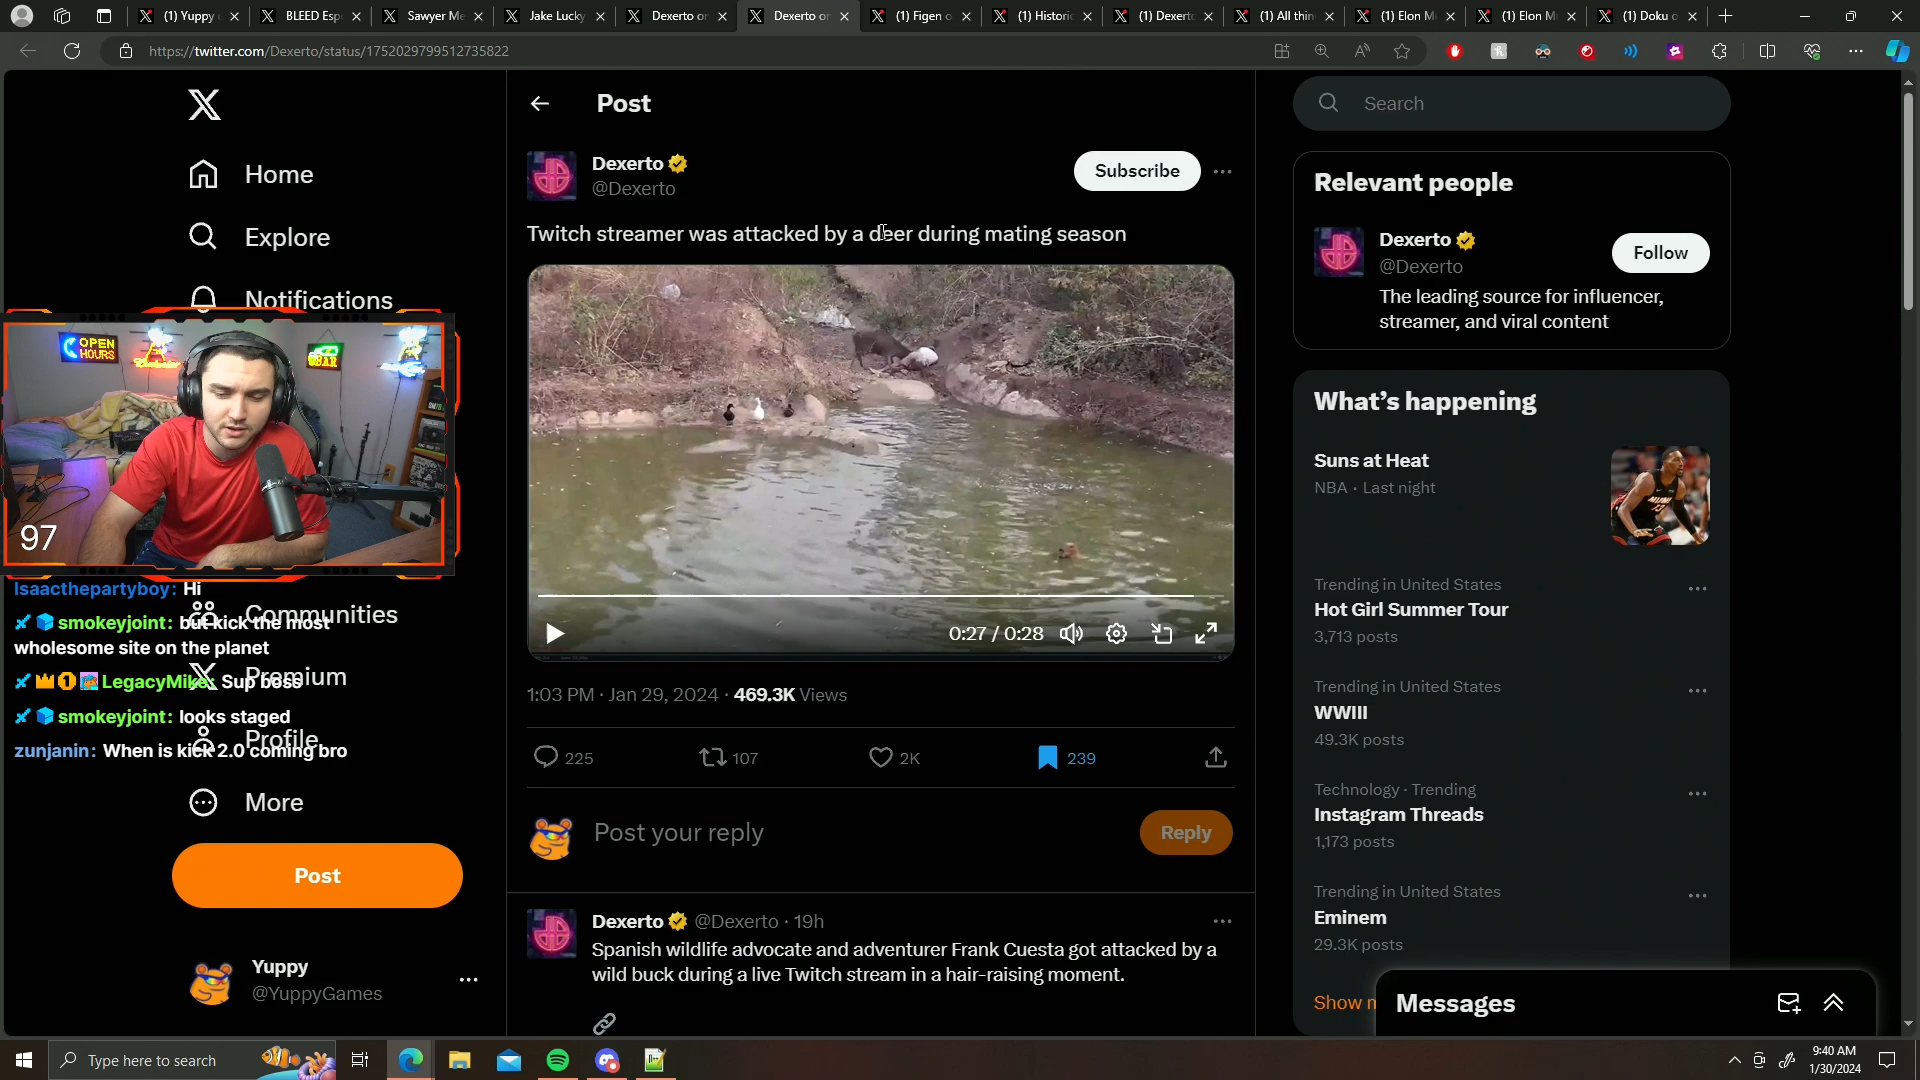 (1) Yuppy
BLEED Esp
Sawyer Me
Jake Lucky
Dexerto or
Dexerto or
(1) Figen o
(1) Historic
(1) Dexerto
(1) All thin
(1) Elon M
(1) Elon M
(1) Doku o
https://twitter.com/Dexerto/status/1752029799512735822
Home
Explore
Notifications
OPEN
HOURS
BAR
97
Isaacthepartyboy: Hi
smokeyjoint: but kick the most
wholesome site on the planet
LegacyMike: Sup boss
smokeyjoint: looks staged
zunjanin: When is kick 2.0 coming bro
Communities
Premium
Profile
More
Post
Yuppy
@YuppyGames
Post
Dexerto
@Dexerto
Subscribe
Twitch streamer was attacked by a deer during mating season
0:27 / 0:28
1:03 PM · Jan 29, 2024 · 469.3K Views
225
107
2K
239
Post your reply
Reply
Dexerto @Dexerto · 19h
Spanish wildlife advocate and adventurer Frank Cuesta got attacked by a
wild buck during a live Twitch stream in a hair-raising moment.
Search
Relevant people
Dexerto
@Dexerto
Follow
The leading source for influencer,
streamer, and viral content
What's happening
Suns at Heat
NBA · Last night
Trending in United States
Hot Girl Summer Tour
3,713 posts
Trending in United States
WWIII
49.3K posts
Technology · Trending
Instagram Threads
1,173 posts
Trending in United States
Eminem
29.3K posts
Show
Messages
Type here to search
9:40 AM
1/30/2024